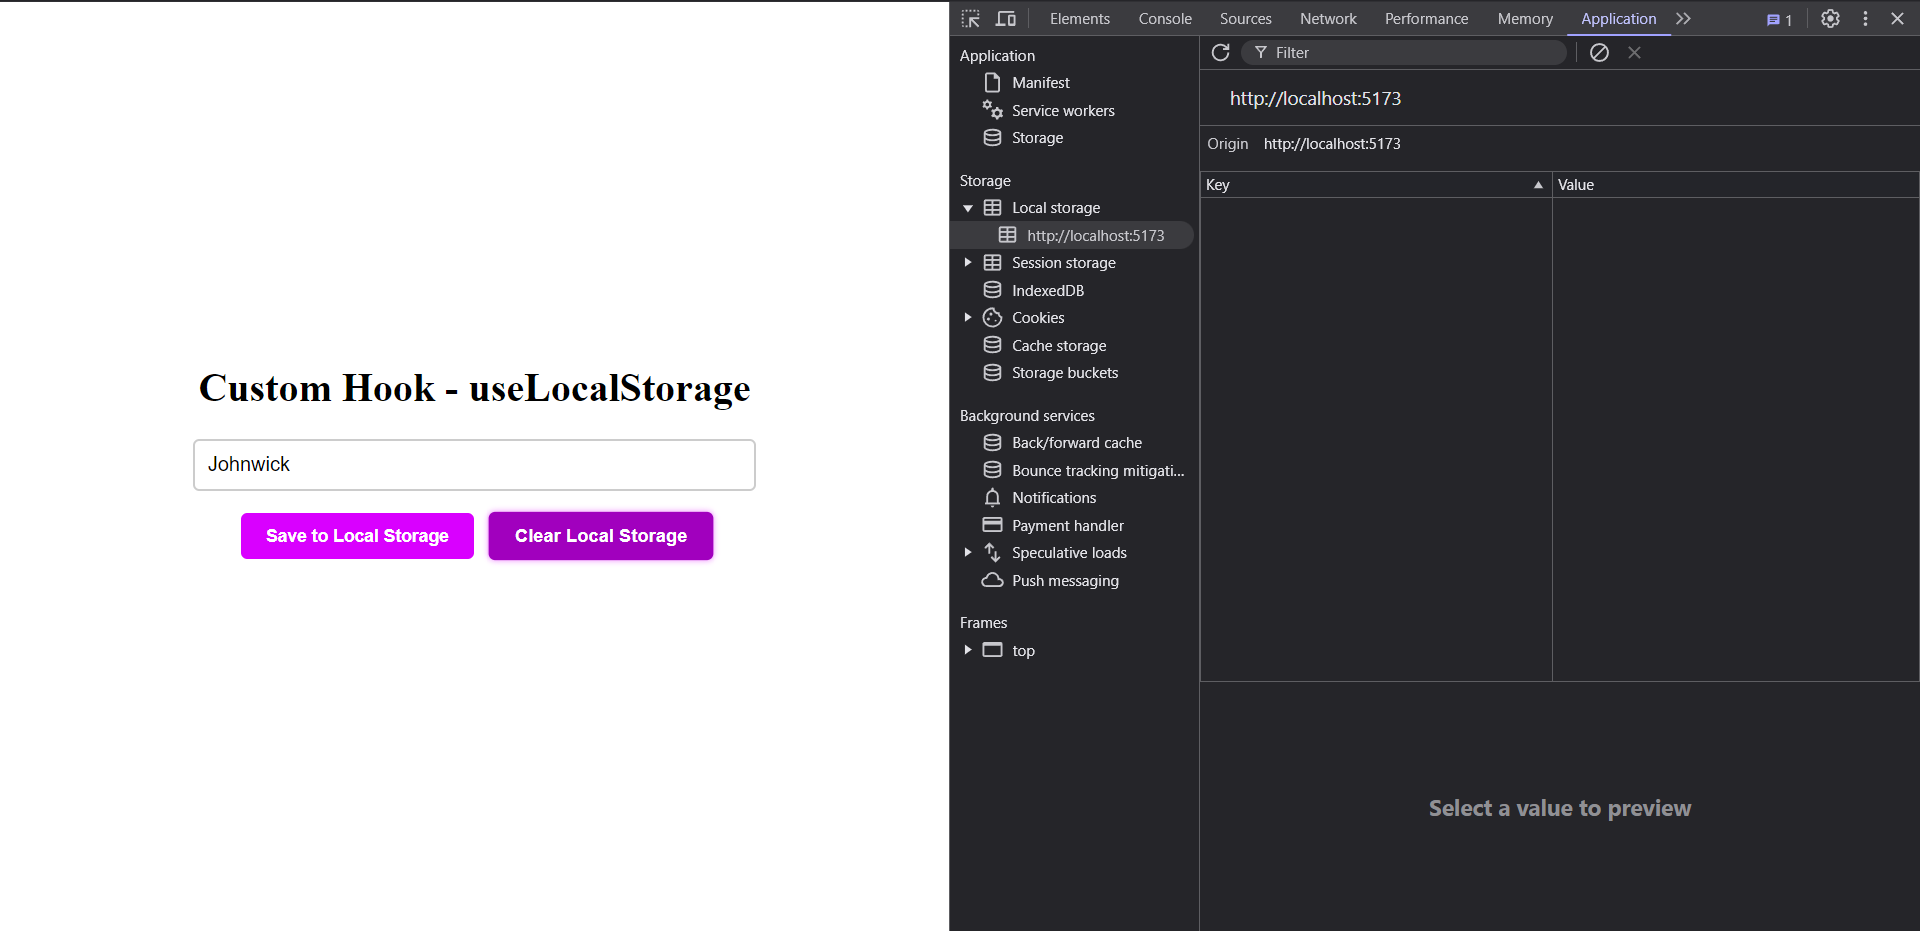 Custom Hook - useLocalStorage
Johnwick
Save to Local Storage
Clear Local Storage
Elements
Console
Sources
Network
Performance
Memory
Application
1
Application
Manifest
Service workers
Storage
Storage
Local storage
http://localhost:5173
Session storage
IndexedDB
Cookies
Cache storage
Storage buckets
Background services
Back/forward cache
Bounce tracking mitigati...
Notifications
Payment handler
Speculative loads
Push messaging
Frames
top
Filter
http://localhost:5173
Origin http://localhost:5173
Key Value
Select a value to preview